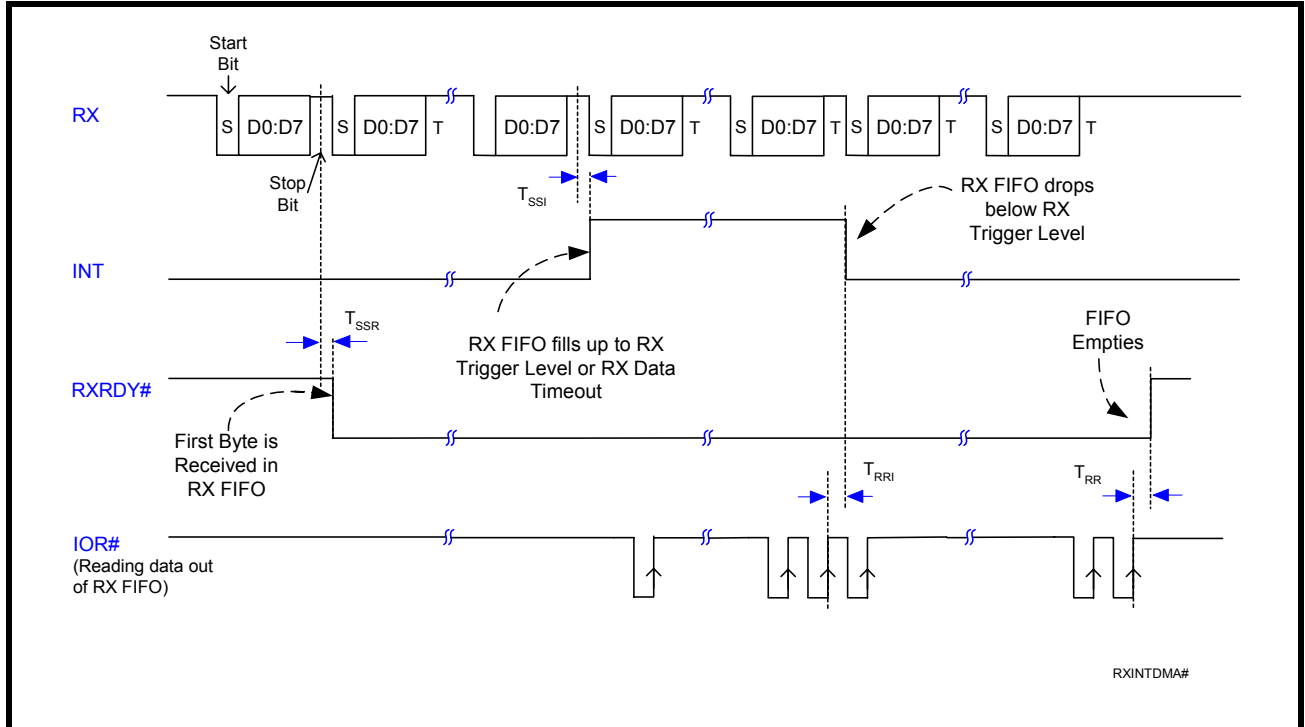 Start
Bit
RX
S
D0:D7
S
D0:D7
T
D0:D7
S
D0:D7
T
S
D0:D7
T
S
D0:D7
T
S
D0:D7
T
Stop
Bit
TSSI
RX FIFO drops
below RX
Trigger Level
INT
TSSR
RX FIFO fills up to RX
Trigger Level or RX Data
Timeout
FIFO
Empties
RXRDY#
First Byte is
Received in
RX FIFO
TRRI
TRR
IOR#
(Reading data out
of RX FIFO)
RXINTDMA#